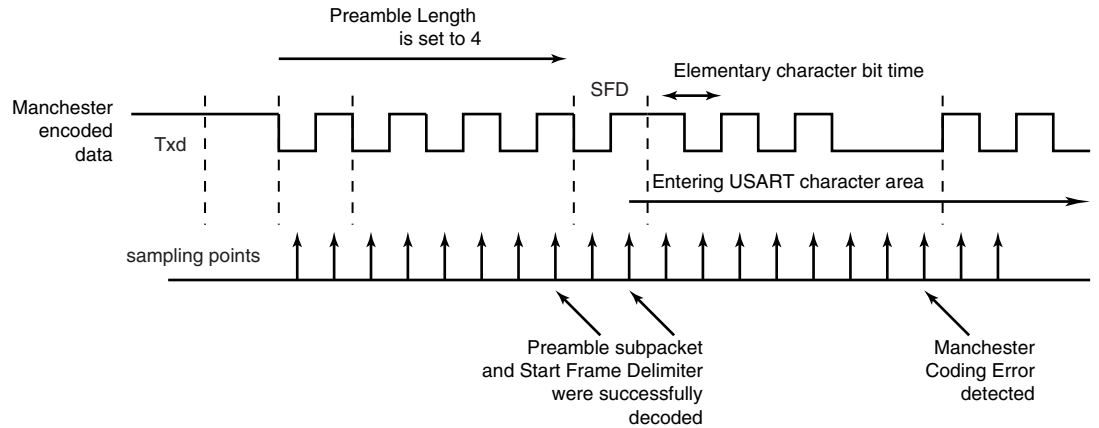 Preamble Length
is set to 4
Manchester
encoded
data
Txd
SFD
Elementary character bit time
Entering USART character area
sampling points
Preamble subpacket
and Start Frame Delimiter
were successfully
decoded
Manchester
Coding Error
detected